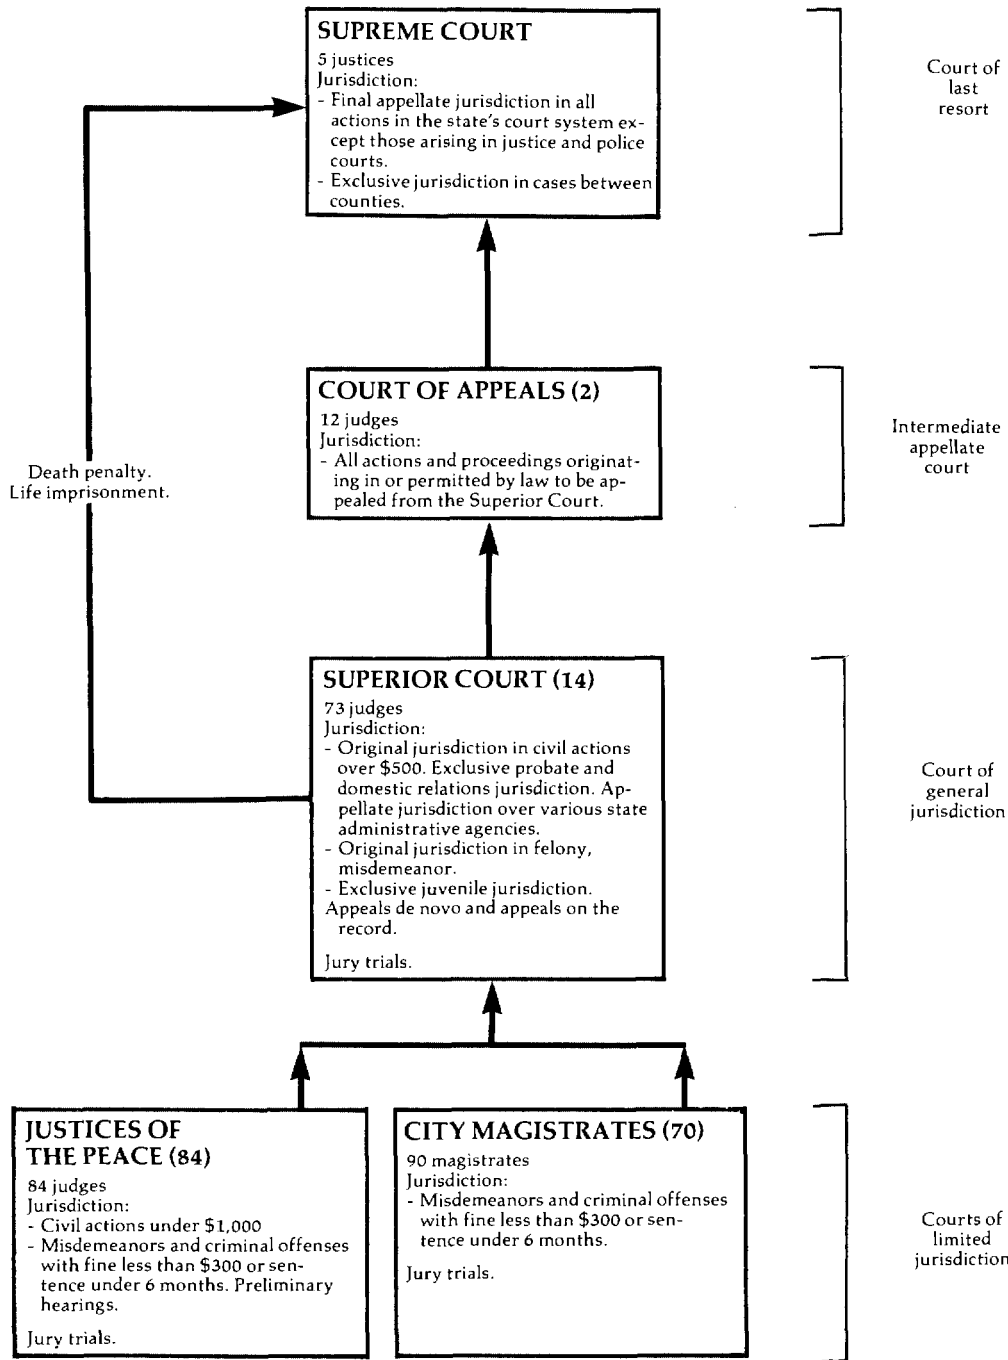 SUPREME COURT
5 justices
Jurisdiction:
- Final appellate jurisdiction in all
actions in the state's court system ex-
cept those arising in justice and police
courts.
- Exclusive jurisdiction in cases between
counties.
Court of
last
resort
Death penalty.
Life imprisonment.
COURT OF APPEALS (2)
12 judges
Jurisdiction:
- All actions and proceedings originat-
ing in or permitted by law to be ap-
pealed from the Superior Court.
Intermediate
appellate
court
SUPERIOR COURT (14)
73 judges
Jurisdiction:
- Original jurisdiction in civil actions
over $500. Exclusive probate and
domestic relations jurisdiction. Ap-
pellate jurisdiction over various state
administrative agencies.
- Original jurisdiction in felony,
misdemeanor.
- Exclusive juvenile jurisdiction.
Appeals de novo and appeals on the
record.
Jury trials.
Court of
general
jurisdiction
JUSTICES OF
THE PEACE (84)
84 judges
Jurisdiction:
- Civil actions under $1,000
- Misdemeanors and criminal offenses
with fine less than $300 or sen-
tence under 6 months. Preliminary
hearings.
Jury trials.
CITY MAGISTRATES (70)
90 magistrates
Jurisdiction:
- Misdemeanors and criminal offenses
with fine less than $300 or sen-
tence under 6 months.
Jury trials.
Courts of
limited
jurisdiction